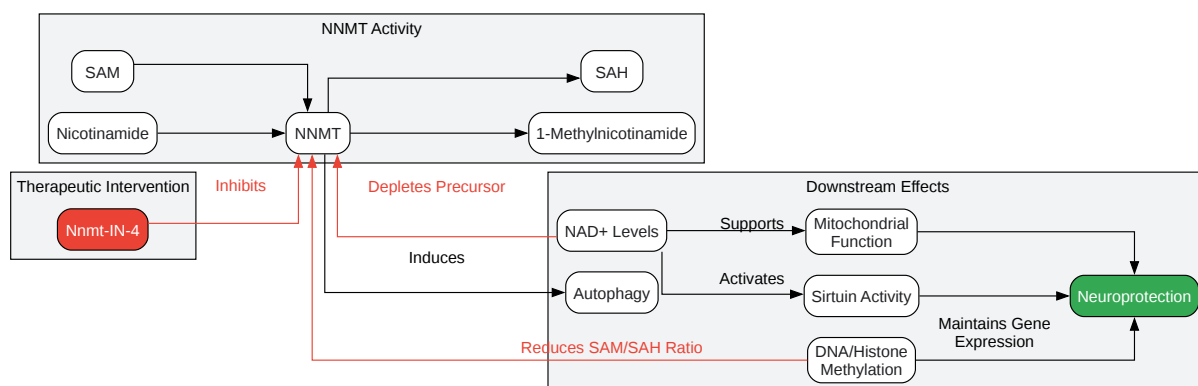 NNMT Activity
SAM
SAH
Nicotinamide
NNMT
1-Methylnicotinamide
Therapeutic Intervention
Inhibits
Depletes Precursor
Downstream Effects
Nnmt-IN-4
NAD+ Levels
Supports
Mitochondrial
Function
Induces
Autophagy
Activates
Sirtuin Activity
Neuroprotection
Maintains Gene
Expression
Reduces SAM/SAH Ratio
DNA/Histone
Methylation